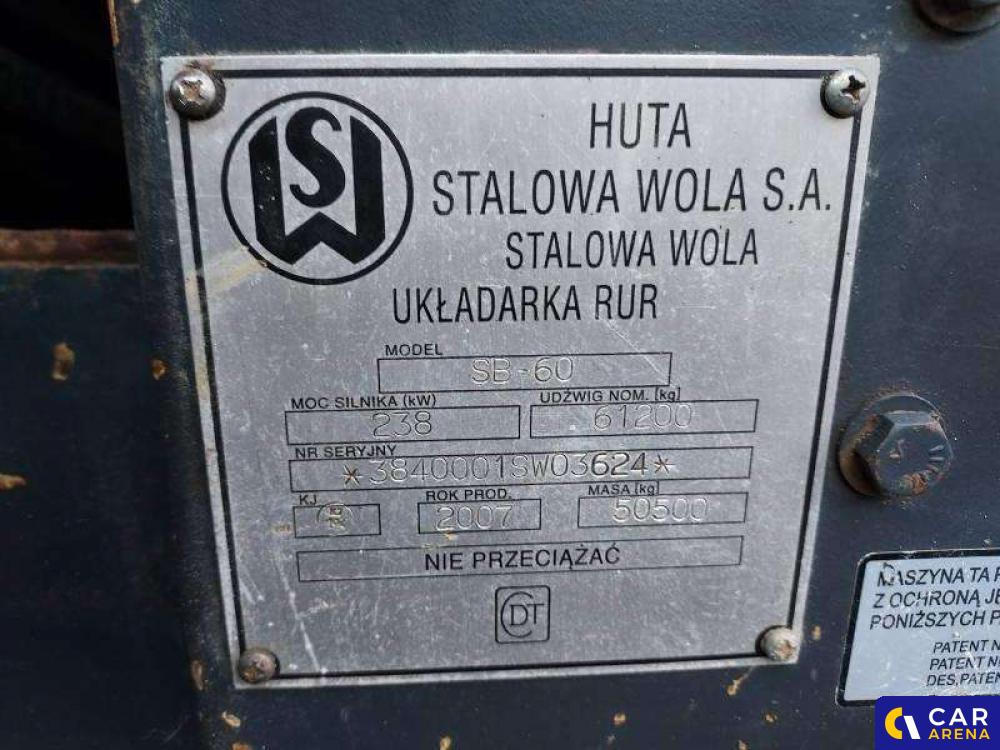 HUTA
STALOWA WOLA S.A.
STALOWA WOLA
UKŁADARKA RUR
MODEL
SB-60
MOC SILNIKA (kW) UDŹWIG NOM. [kg]
238 61200
NR SERYJNY
*3840001SW03624*
KJ ROK PROD. MASA [kg]
2007 50500
NIE PRZECIĄŻAĆ
CDT
MASZYNA TA
Z OCHRONĄ
PONIŻSZYCH
PATENT
PATENT
DES,PATEN
CAR
ARENA